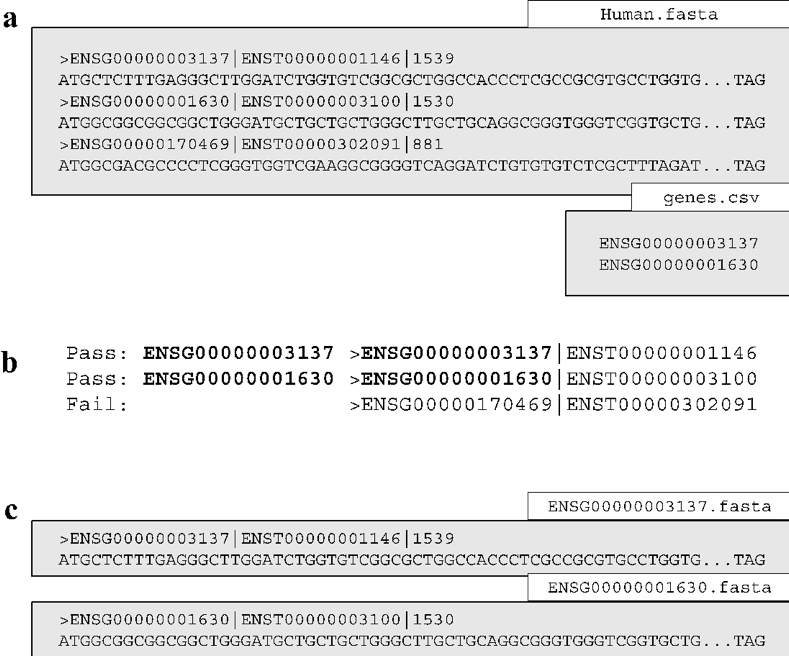 a
Human.fasta
>ENSG00000003137|ENST00000001146|1539
ATGCTCTTTGAGGGCTTGGATCTGGTGTCGGCGCTGGCCACCCTCGCCGCGTGCCTGGTG...TAG
>ENSG00000001630|ENST00000003100|1530
ATGGCGGCGGCGGCTGGGATGCTGCTGCTGGGCTTGCTGCAGGCGGGTGGGTCGGTGCTG...TAG
>ENSG00000170469|ENST00000302091|881
ATGGCGACGCCCCTCGGGTGGTCGAAGGCGGGGTCAGGATCTGTGTGTCTCGCTTTAGAT...TAG
genes.csv
ENSG00000003137
ENSG00000001630
b
Pass: ENSG00000003137 >ENSG00000003137|ENST00000001146
Pass: ENSG00000001630 >ENSG00000001630|ENST00000003100
Fail: >ENSG00000170469|ENST00000302091
c
ENSG00000003137.fasta
>ENSG00000003137|ENST00000001146|1539
ATGCTCTTTGAGGGCTTGGATCTGGTGTCGGCGCTGGCCACCCTCGCCGCGTGCCTGGTG...TAG
ENSG00000001630.fasta
>ENSG00000001630|ENST00000003100|1530
ATGGCGGCGGCGGCTGGGATGCTGCTGCTGGGCTTGCTGCAGGCGGGTGGGTCGGTGCTG...TAG